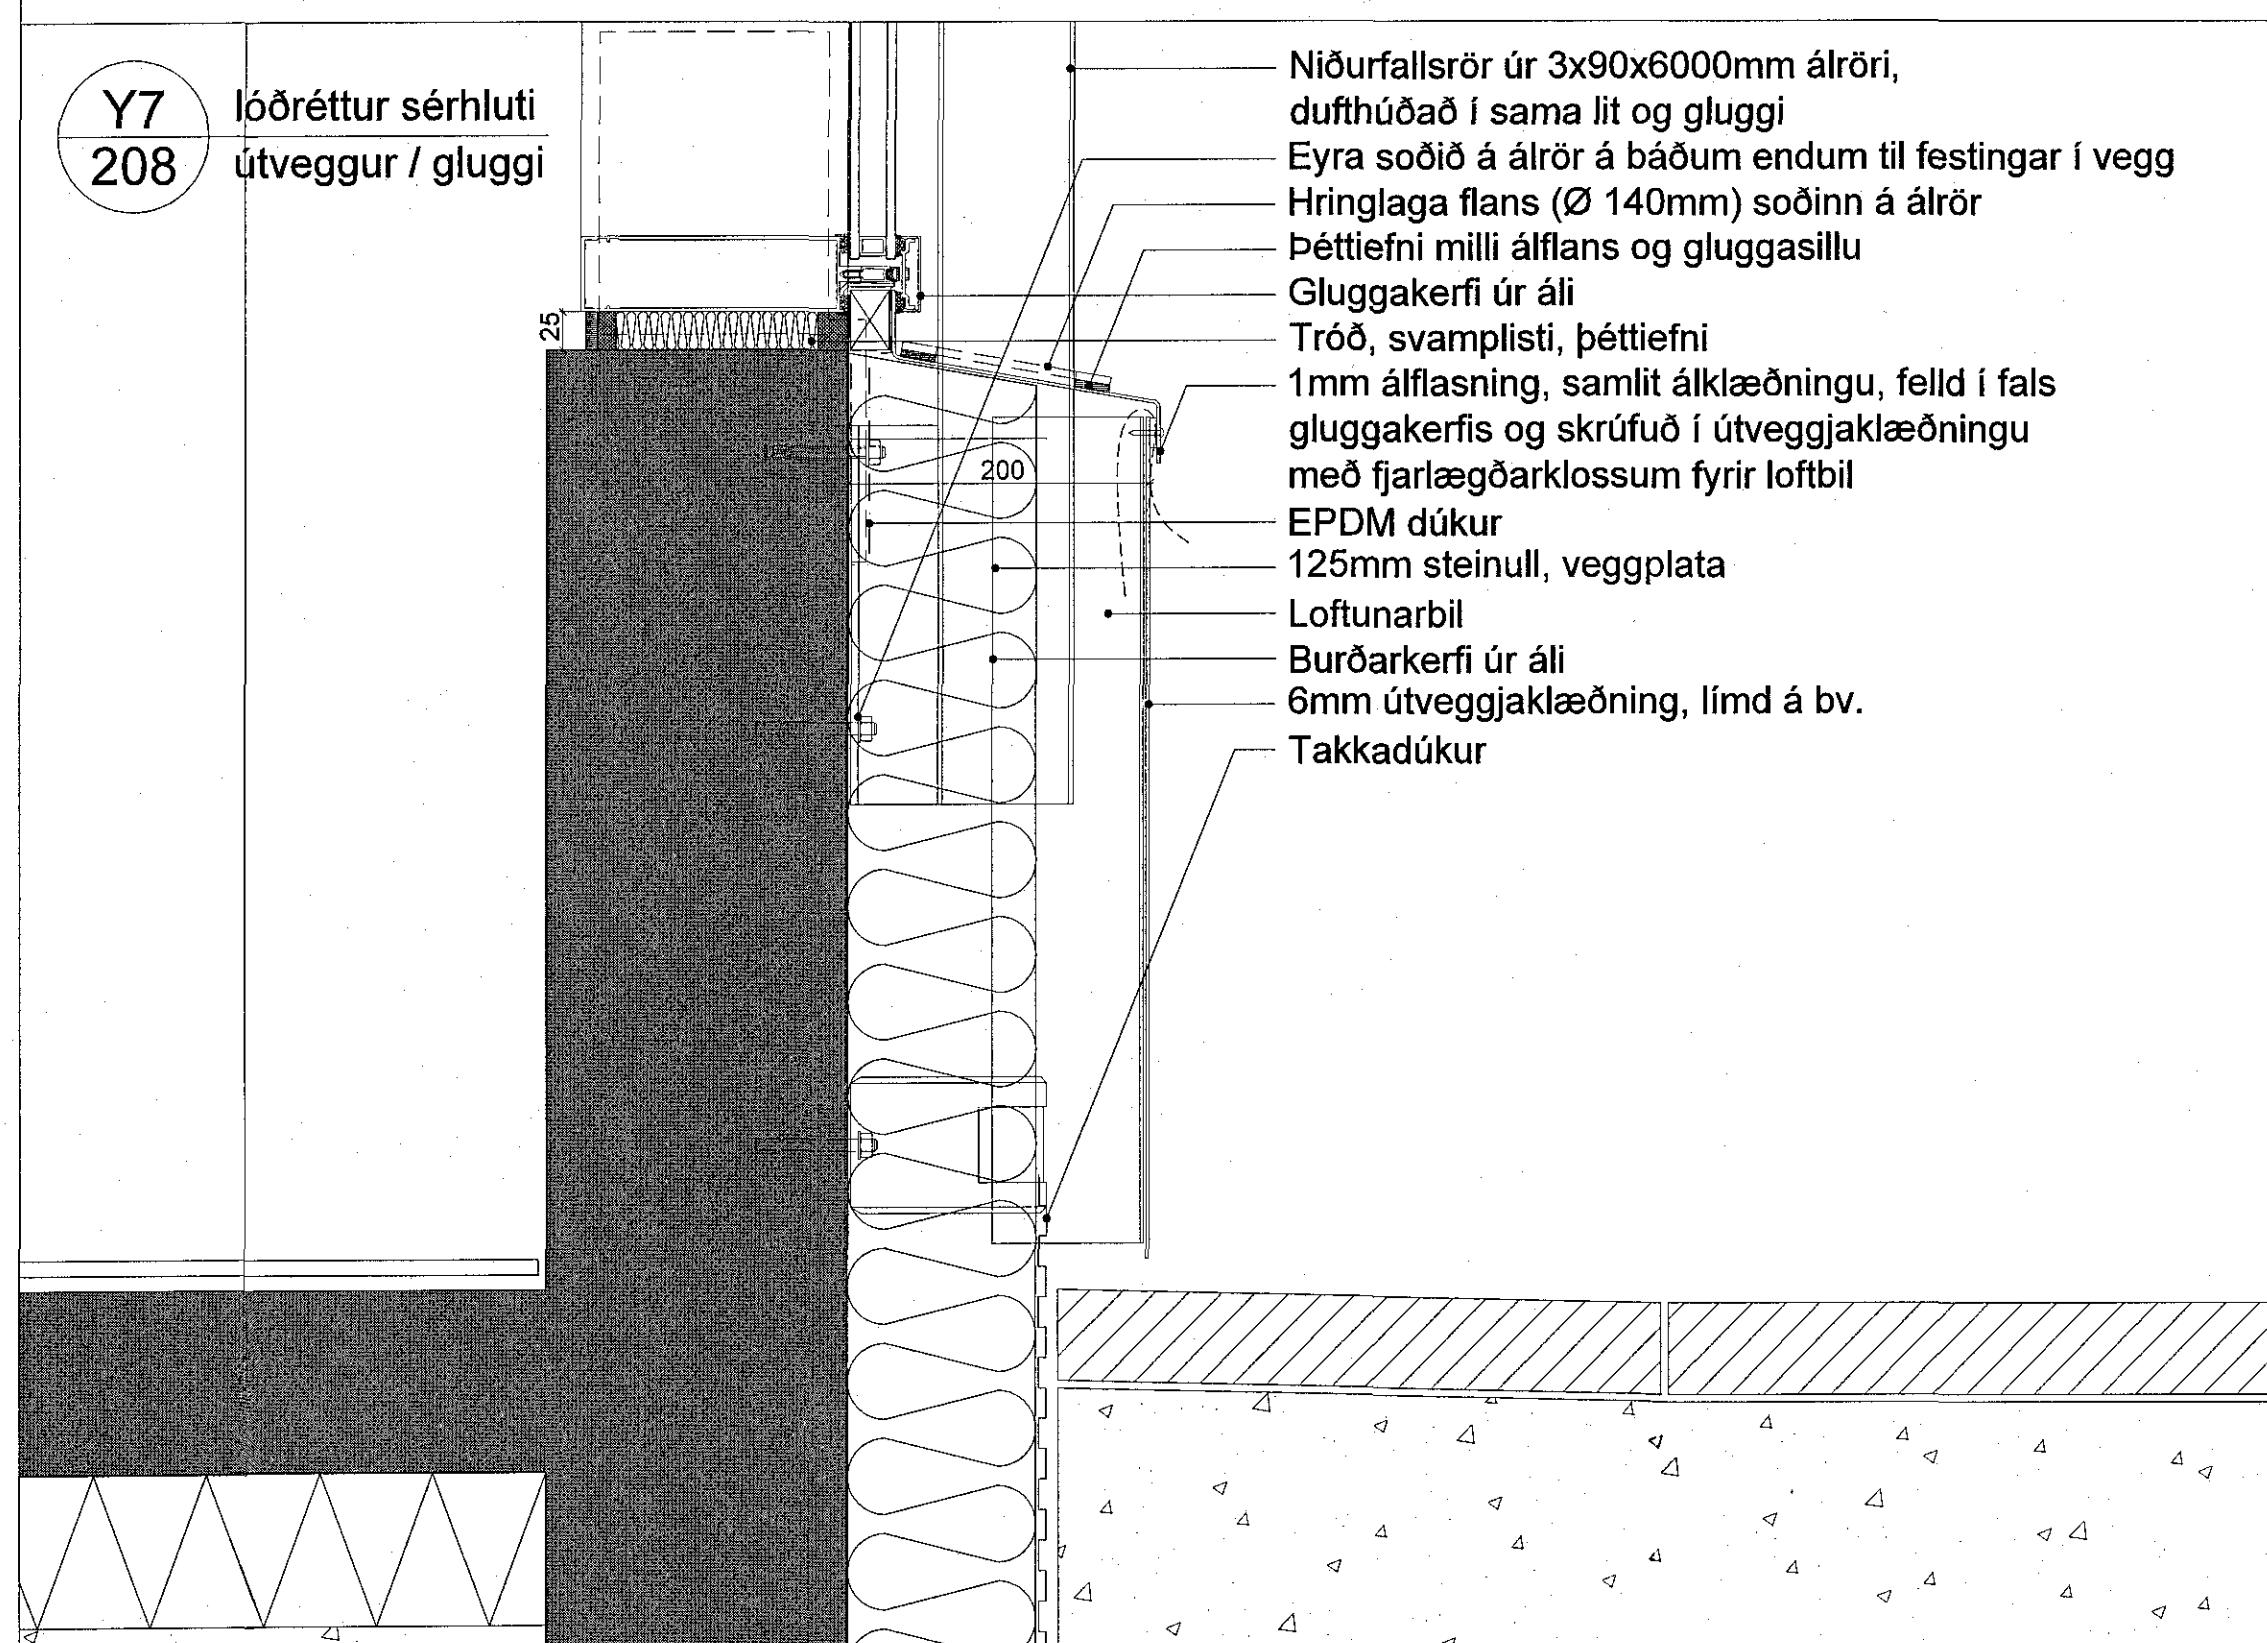 Y7
208
lóðréttur sérhluti
útveggur / gluggi
Niðurfallsrör úr 3x90x6000mm álröri,
dufthúðað í sama lit og gluggi
Eyra soðið á álrör á báðum endum til festingar í vegg
Hringlaga flans (Ø 140mm) soðinn á álrör
Þéttiefni milli álflans og gluggasillu
Gluggakerfi úr áli
Tróð, svamplisti, þéttiefni
1mm álflasning, samlit álklæðningu, felld í fals
gluggakerfis og skrúfuð í útveggjaklæðningu
með fjarlægðarklossum fyrir loftbil
EPDM dúkur
125mm steinull, veggplata
Loftunarbil
Burðarkerfi úr áli
6mm útveggjaklæðning, límd á bv.
Takkadúkur
25
200